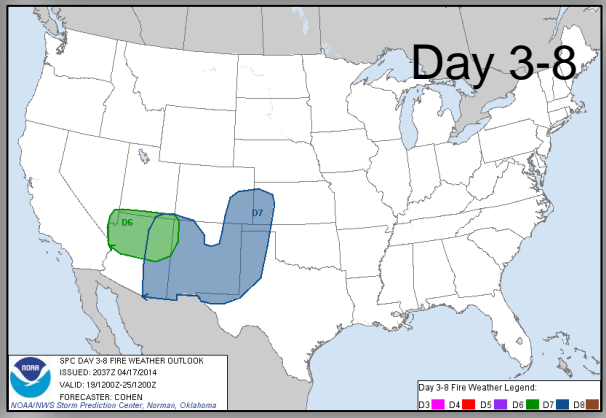 Day 3-8
D7
D6
NOAA
SPC DAY 3-8 FIRE WEATHER OUTLOOK
ISSUED: 2037Z 04/17/2014
VALID: 19/1200Z-25/1200Z
FORECASTER: COHEN
NOAA/NWS Storm Prediction Center, Norman, Oklahoma
Day 3-8 Fire Weather Legend:
D3 D4 D5 D6 D7 D8